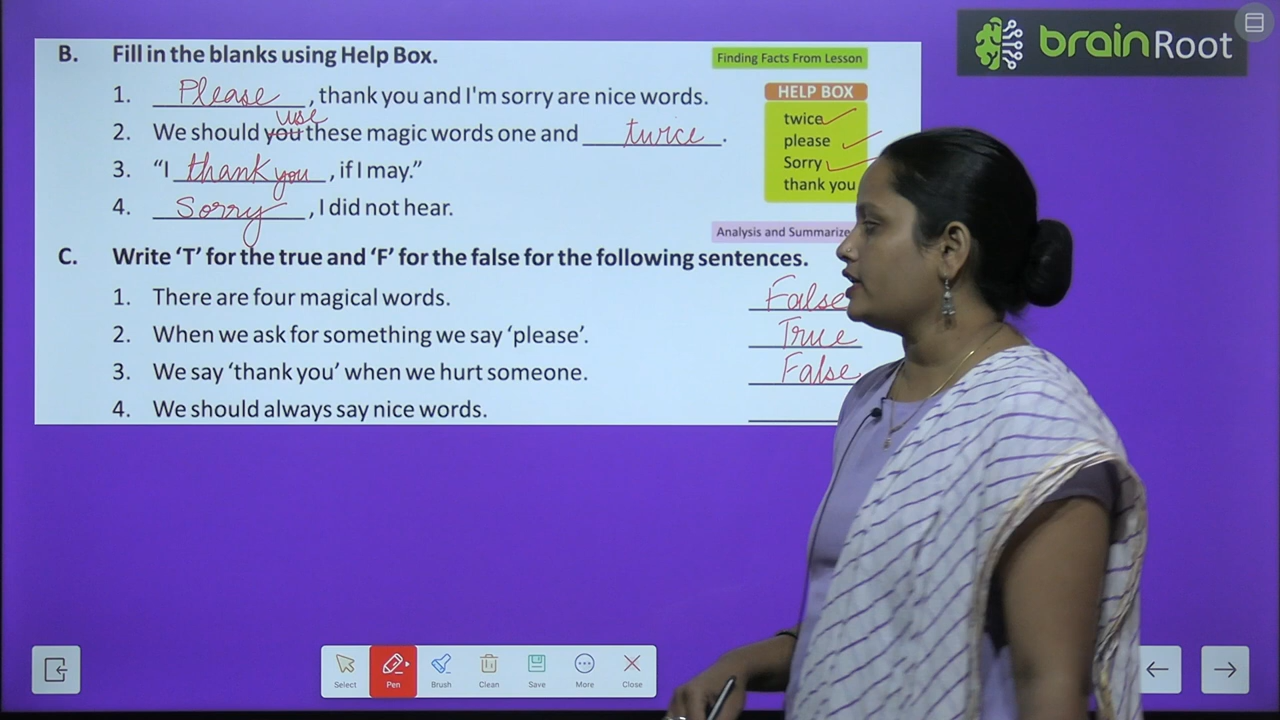 brainRoot
B. Fill in the blanks using Help Box.
Finding Facts From Lesson
HELP BOX
1. Please, thank you and I'm sorry are nice words.
twice
use
2. We should you these magic words one and twice.
please
3. “I thank you, if I may.”
Sorry
4. Sorry, I did not hear.
thank you
Analysis and Summarize
C. Write ‘T’ for the true and ‘F’ for the false for the following sentences.
1. There are four magical words. False
2. When we ask for something we say ‘please’. True
3. We say ‘thank you’ when we hurt someone. False
4. We should always say nice words.
Select Pen Brush Clean Save More Close